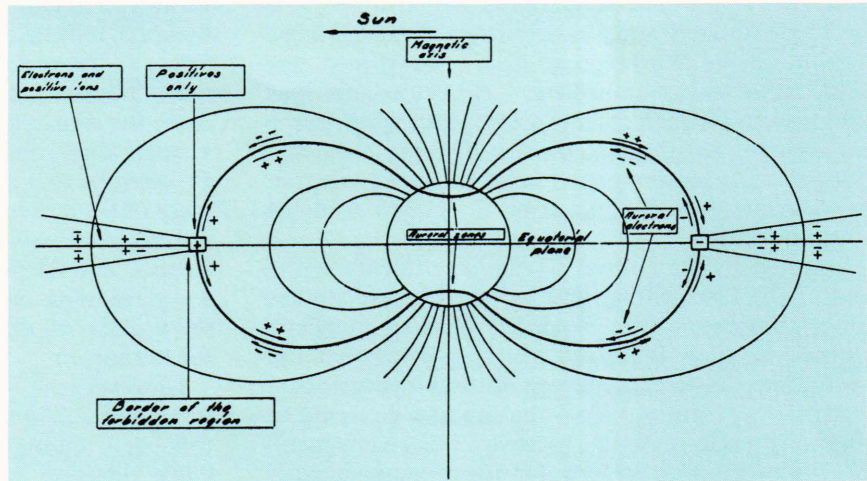 Sun
Magnetic
axis
Electrons and
positive ions
Positives
only
Auroral
electrons
Auroral zones
Equatorial
plane
Border of the
forbidden region